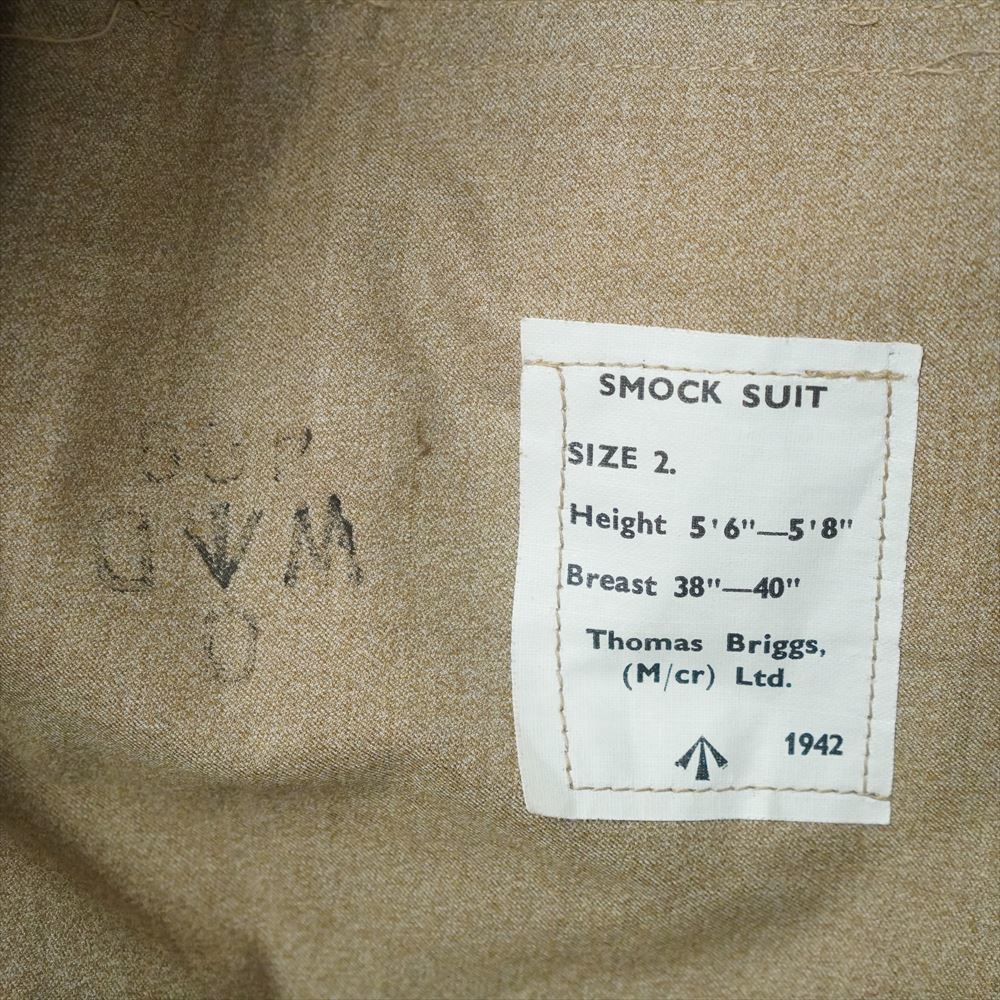 SMOCK SUIT
SIZE 2.
Height 5'6"—5'8"
Breast 38"—40"
Thomas Briggs,
(M/cr) Ltd.
1942